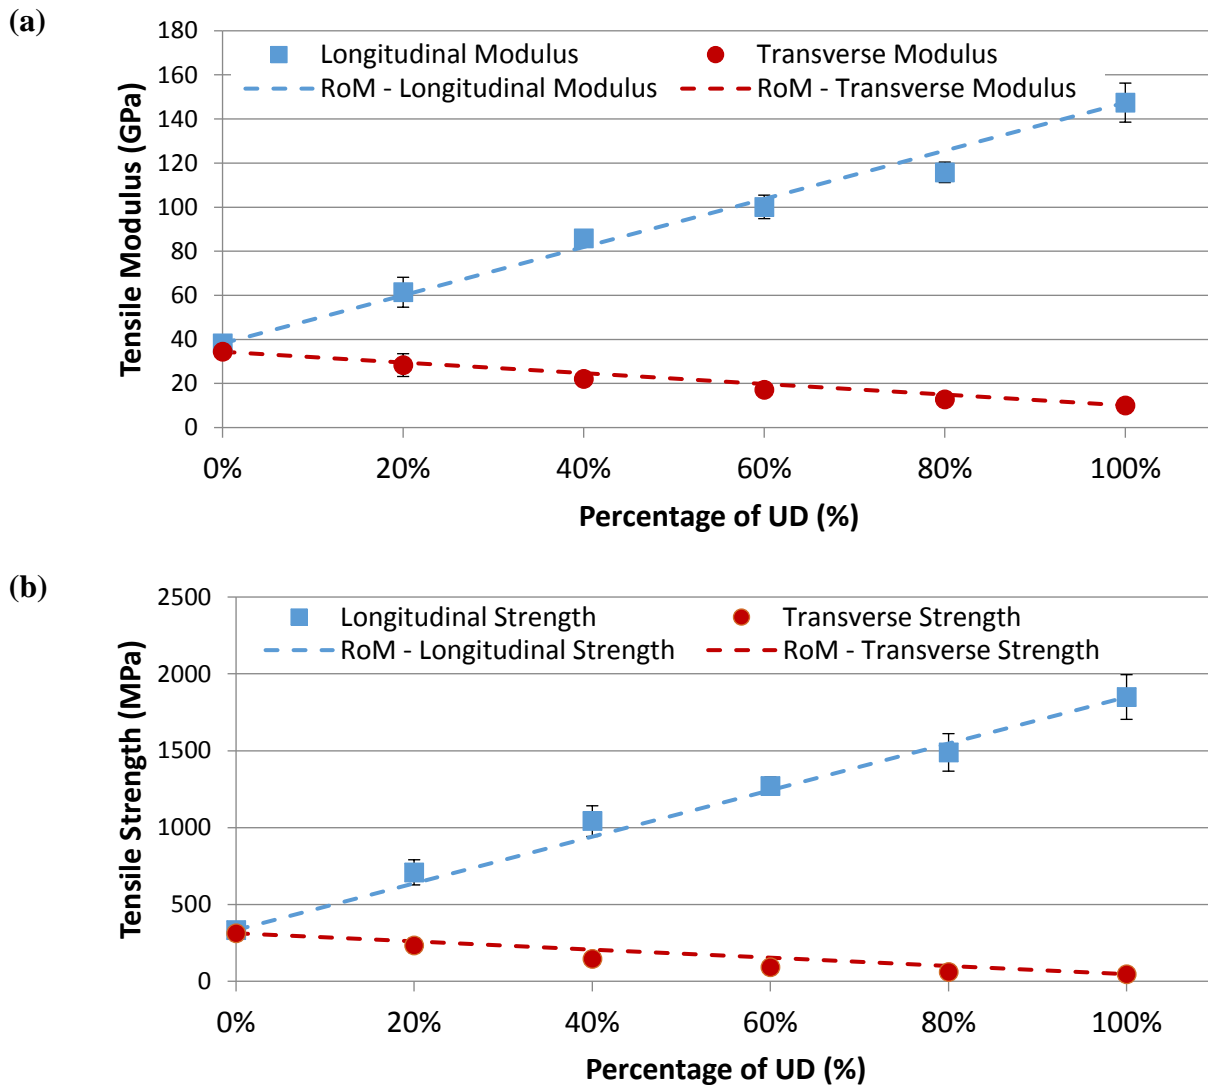 (a)
180
160
140
120
100
80
60
40
20
0
Tensile Modulus (GPa)
Longitudinal Modulus
Transverse Modulus
RoM - Longitudinal Modulus
RoM - Transverse Modulus
0% 20% 40% 60% 80% 100%
Percentage of UD (%)
(b)
2500
2000
1500
1000
500
0
Tensile Strength (MPa)
Longitudinal Strength
Transverse Strength
RoM - Longitudinal Strength
RoM - Transverse Strength
0% 20% 40% 60% 80% 100%
Percentage of UD (%)